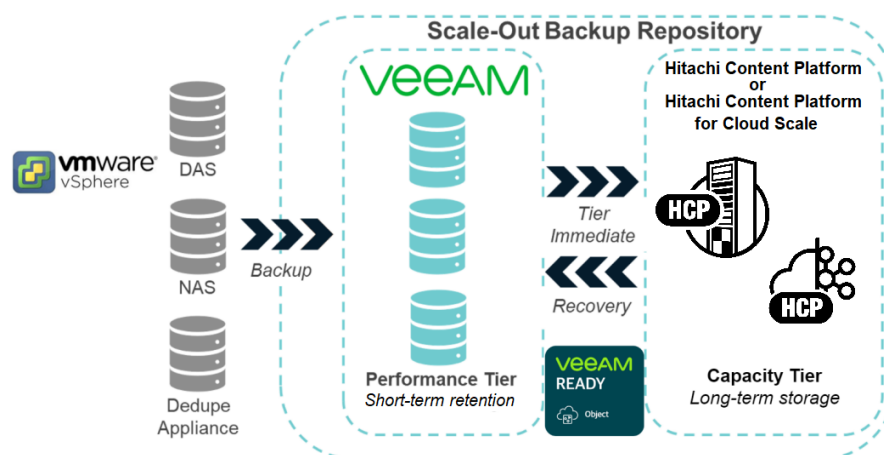 Scale-Out Backup Repository
vmware®
vSphere
DAS
NAS
Dedupe
Appliance
Backup
veeAM
Performance Tier
Short-term retention
Tier
Immediate
Recovery
veeAM
READY
Object
Hitachi Content Platform
or
Hitachi Content Platform
for Cloud Scale
HCP
HCP
Capacity Tier
Long-term storage